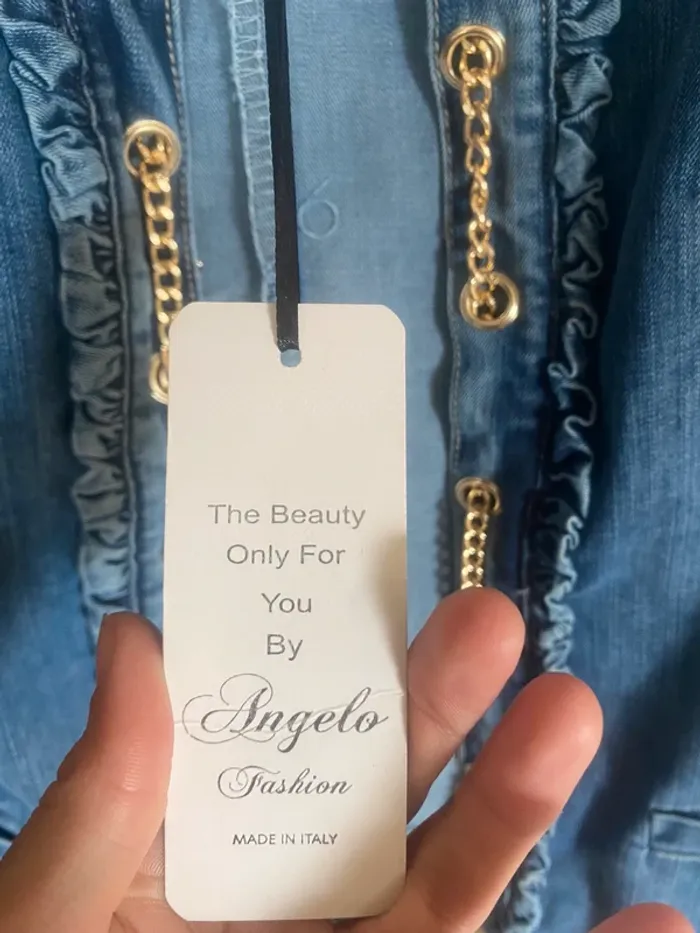 The Beauty
Only For
You
By
Angelo
Fashion
MADE IN ITALY